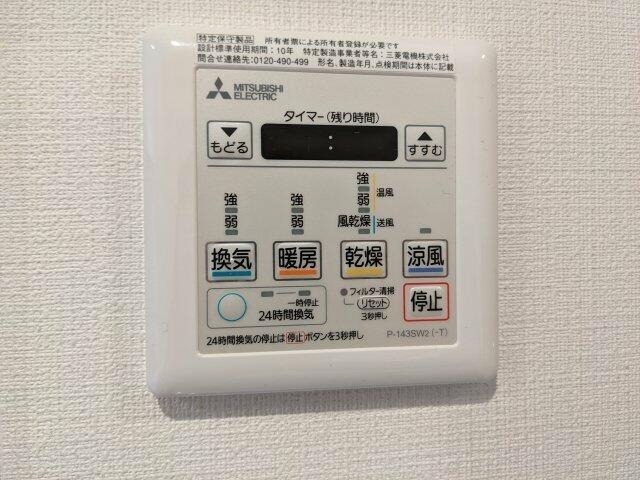 特定保守製品 所有者票による所有者登録が必要です
設計標準使用期間：10年 特定製造事業者等名：三菱電機株式会社
問合せ連絡先：0120-490-499 形名、製造年月、点検期間は本体に記載
MITSUBISHI
ELECTRIC
タイマー(残り時間)
もどる
:
すすむ
強
弱
強
弱
強
弱
風乾燥
温風
送風
換気
暖房
乾燥
涼風
一時停止
24時間換気
フィルター清掃
リセット
3秒押し
停止
24時間換気の停止は停止ボタンを3秒押し
P-143SW2(-T)